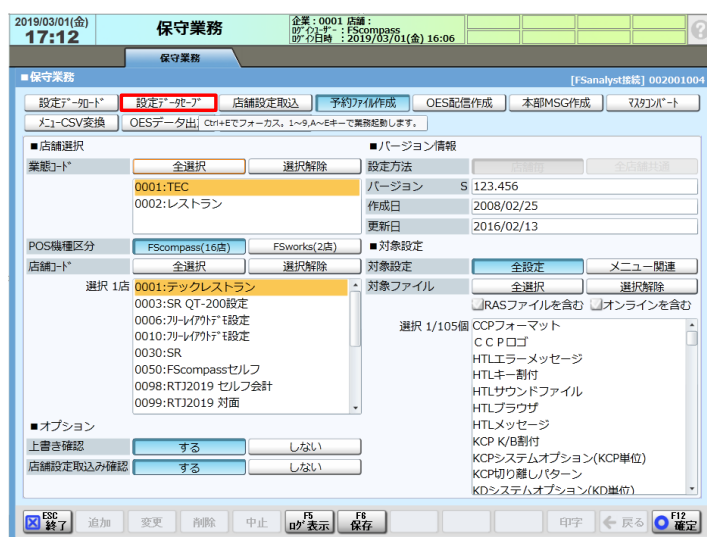 2019/03/01(金)
17:12
保守業務
企業：0001 店舗：
ﾛｸﾞｲﾝﾕｰｻﾞｰ：FScompass
ﾛｸﾞｲﾝ日時 ：2019/03/01(金) 16:06
保守業務
■保守業務
[FSanalyst接続] 002001004
設定ﾃﾞｰﾀﾛｰﾄﾞ 設定ﾃﾞｰﾀｾｰﾌﾞ 店舗設定取込 予約ﾌｧｲﾙ作成 OES配信作成 本部MSG作成 ﾏｽﾀｺﾝﾊﾞｰﾄ
ﾒﾆｭｰCSV変換 OESデータ出 Ctrl+Eでフォーカス。1～9,A～Eキーで業務起動します。
■店舗選択
業態ｺｰﾄﾞ 全選択 選択解除
0001:TEC
0002:レストラン
POS機種区分 FScompass(16店) FSworks(2店)
店舗ｺｰﾄﾞ 全選択 選択解除
選択 1店
0001:テックレストラン
0003:SR QT-200設定
0006:ﾌﾘｰﾚｲｱｳﾄﾃﾞﾓ設定
0010:ﾌﾘｰﾚｲｱｳﾄﾃﾞﾓ設定
0030:SR
0050:FScompassセルフ
0098:RTJ2019 セルフ会計
0099:RTJ2019 対面
■オプション
上書き確認 する しない
店舗設定取込み確認 する しない
■バージョン情報
設定方法 店舗別 全店舗共通
バージョン S 123.456
作成日 2008/02/25
更新日 2016/02/13
■対象設定
対象設定 全設定 メニュー関連
対象ファイル 全選択 選択解除
RASファイルを含む オンラインを含む
選択 1/105個
CCPフォーマット
ＣＣＰロゴ
HTLエラーメッセージ
HTLキー割付
HTLサウンドファイル
HTLブラウザ
HTLメッセージ
KCP K/B割付
KCPシステムオプション(KCP単位)
KCP切り離しパターン
KDシステムオプション(KD単位)
ESC 終了 追加 変更 削除 中止 F5 ﾛｸﾞ表示 F6 保存 印字 戻る F12 確定